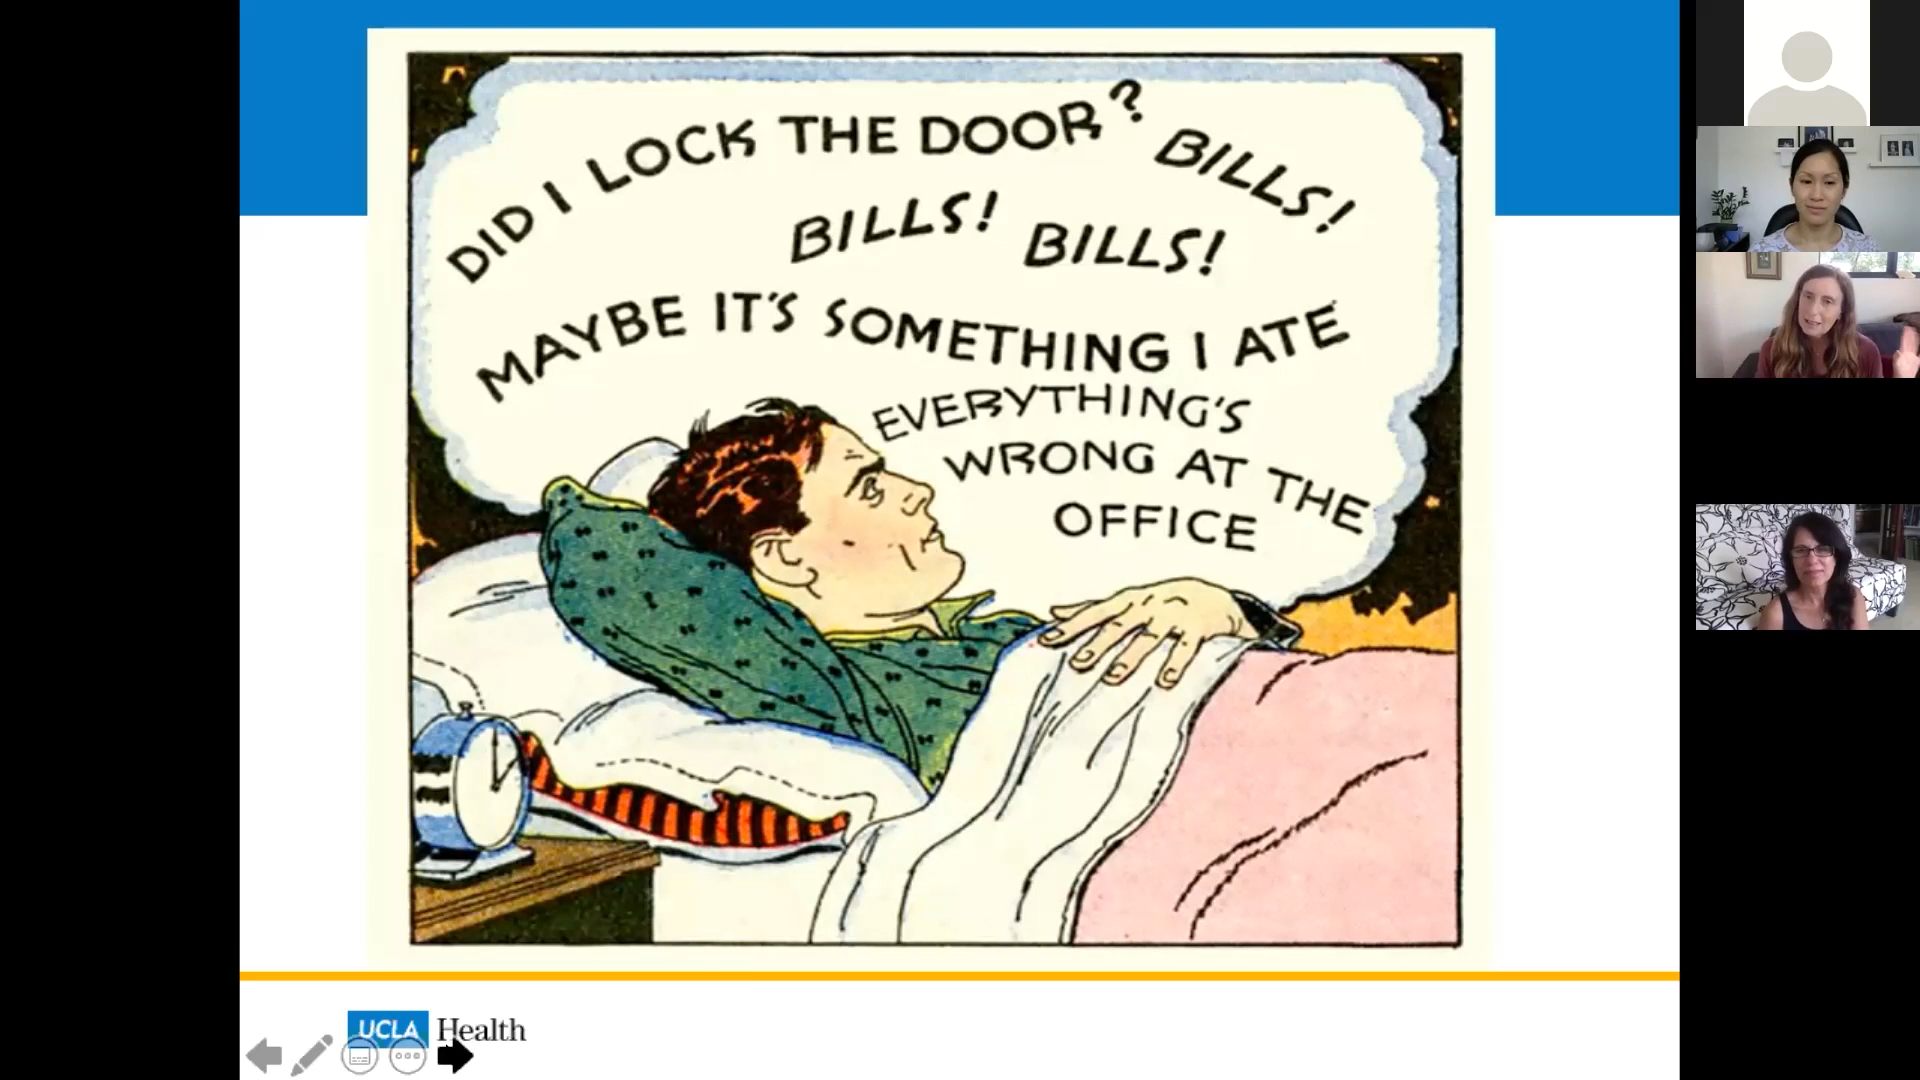 DID I LOCK THE DOOR?
BILLS!
BILLS! BILLS!
MAYBE IT'S SOMETHING I ATE
EVERYTHING'S
WRONG AT THE
OFFICE
UCLA Health